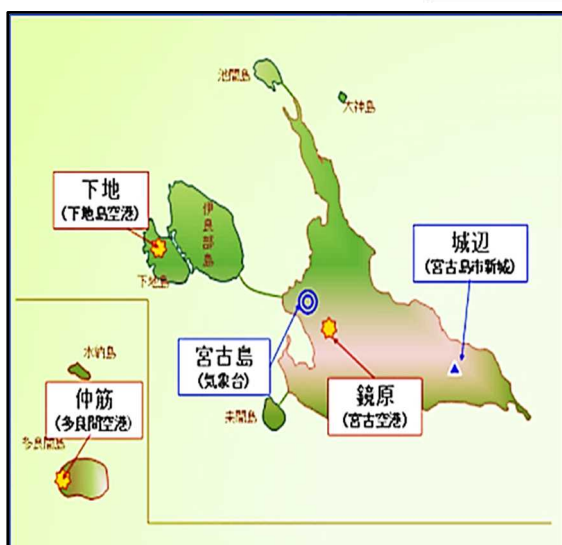 池間島
大神島
下地
(下地島空港)
伊良部島
下地島
城辺
(宮古島市新城)
宮古島
(気象台)
鏡原
(宮古空港)
来間島
水納島
仲筋
(多良間空港)
多良間島